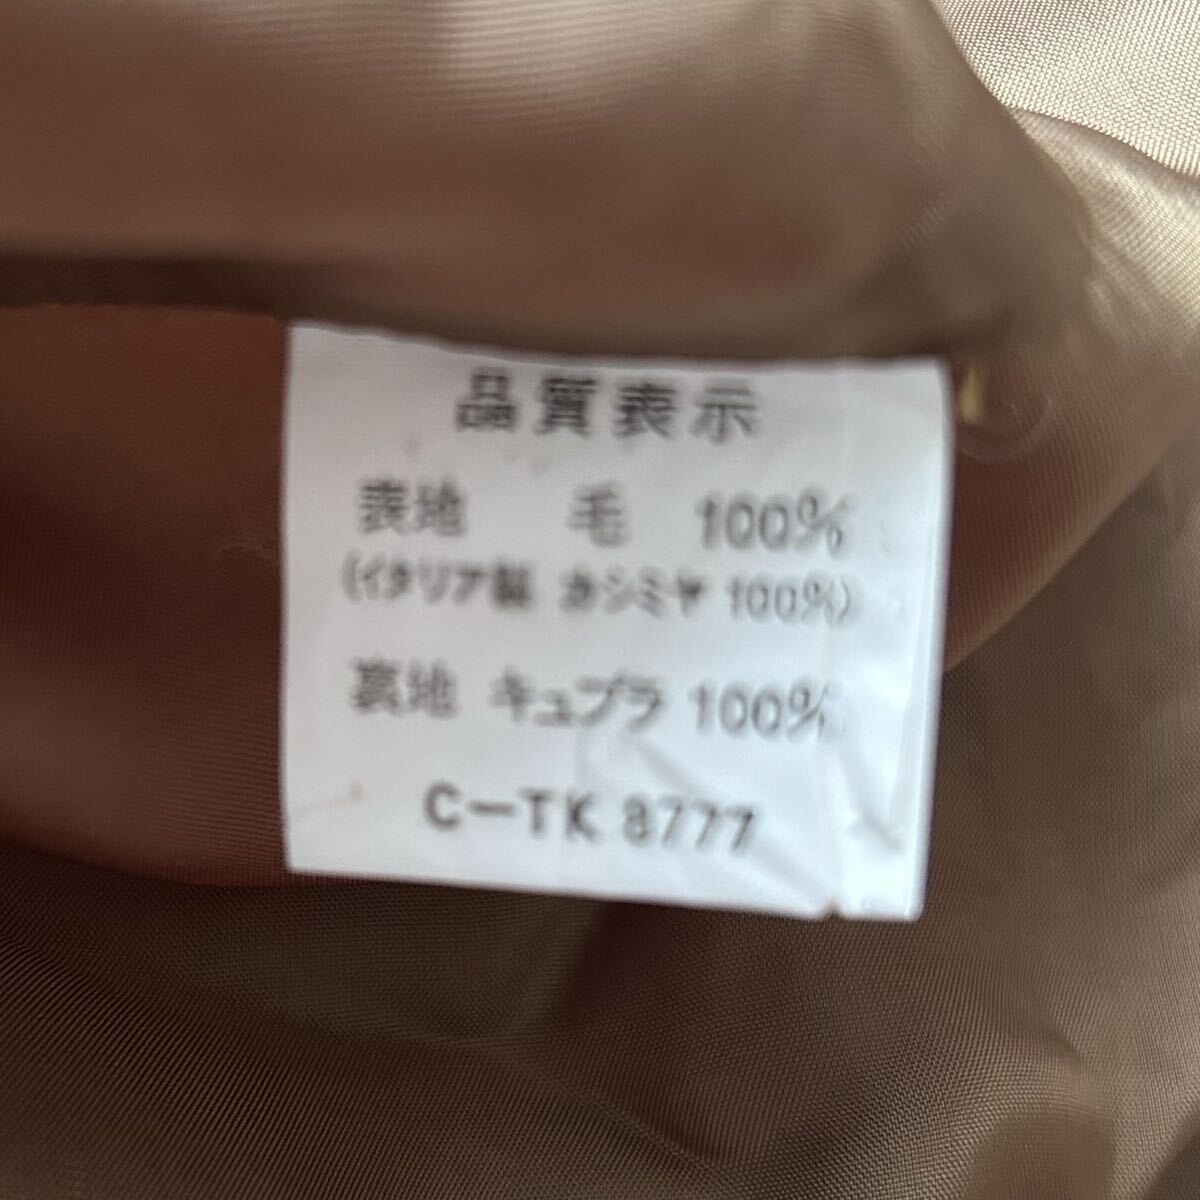 品質表示
表地 毛 100%
(イタリア製 カシミヤ 100%)
裏地 キュプラ 100%
C-TK 8777